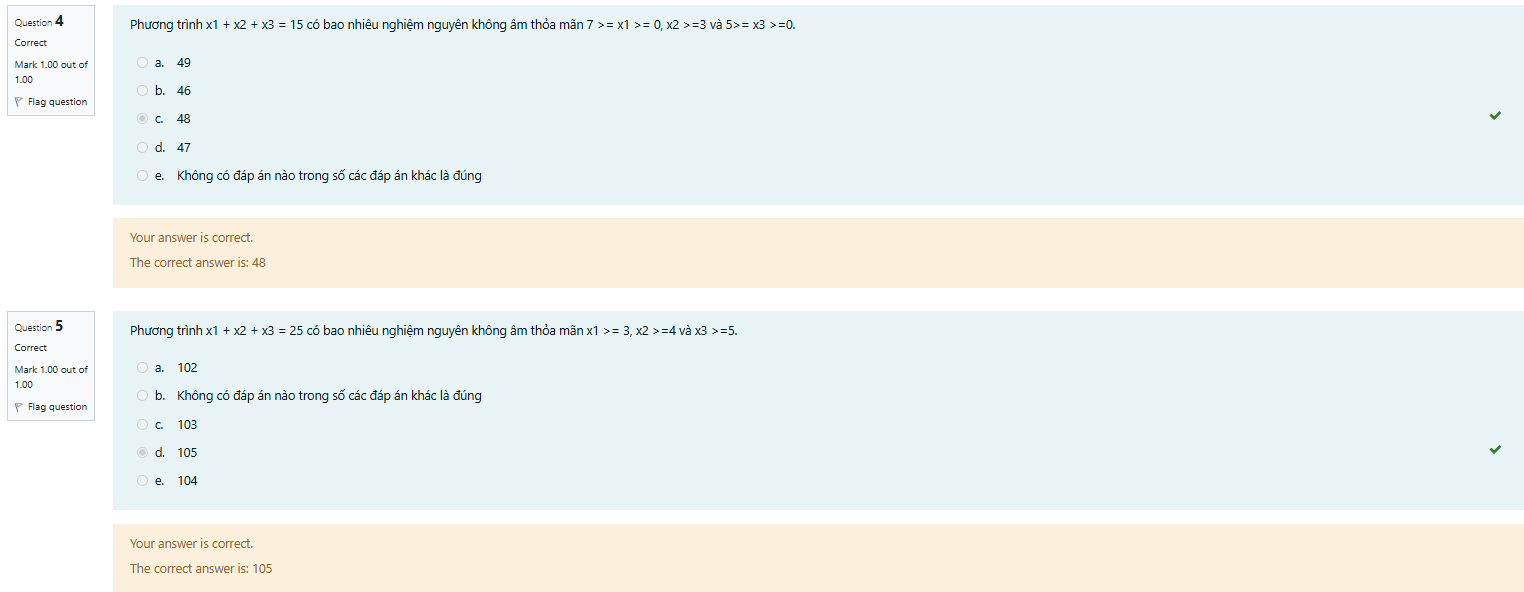 Question 4
Correct
Mark 1.00 out of
1.00
Flag question
Phương trình x1 + x2 + x3 = 15 có bao nhiêu nghiệm nguyên không âm thỏa mãn 7 >= x1 >= 0, x2 >=3 và 5>= x3 >=0.
a. 49
b. 46
c. 48
d. 47
e. Không có đáp án nào trong số các đáp án khác là đúng
Your answer is correct.
The correct answer is: 48
Question 5
Correct
Mark 1.00 out of
1.00
Flag question
Phương trình x1 + x2 + x3 = 25 có bao nhiêu nghiệm nguyên không âm thỏa mãn x1 >= 3, x2 >=4 và x3 >=5.
a. 102
b. Không có đáp án nào trong số các đáp án khác là đúng
c. 103
d. 105
e. 104
Your answer is correct.
The correct answer is: 105